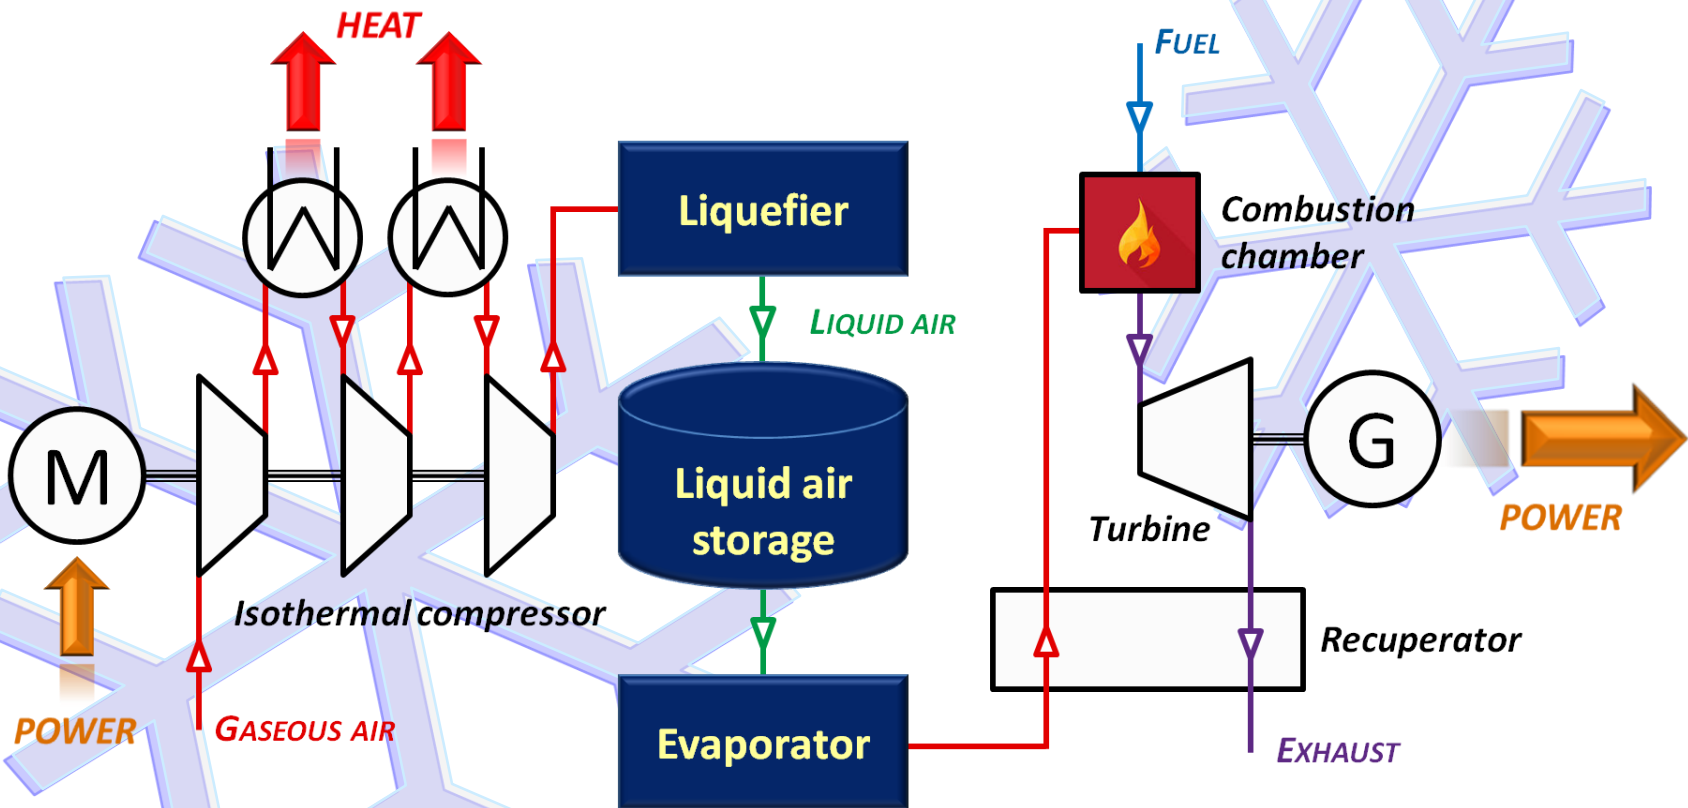 HEAT
FUEL
Liquefier
Combustion
chamber
LIQUID AIR
M
G
Liquid air
storage
POWER
Turbine
Isothermal compressor
Recuperator
POWER
GASEOUS AIR
Evaporator
EXHAUST